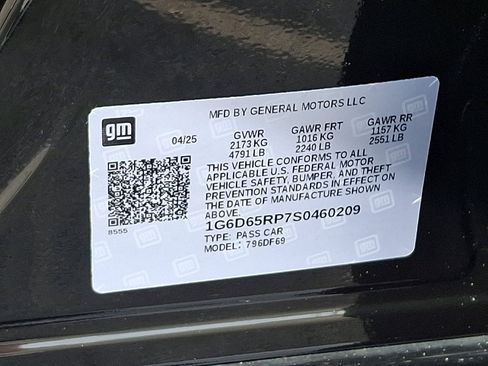 gm
MFD BY GENERAL MOTORS LLC
04/25 GVWR GAWR FRT GAWR RR
2173 KG 1016 KG 1157 KG
4791 LB 2240 LB 2551 LB
THIS VEHICLE CONFORMS TO ALL
APPLICABLE U.S. FEDERAL MOTOR
VEHICLE SAFETY, BUMPER, AND THEFT
PREVENTION STANDARDS IN EFFECT ON
THE DATE OF MANUFACTURE SHOWN
ABOVE.
8555
1G6D65RP7S0460209
TYPE: PASS CAR
MODEL: 796DF69